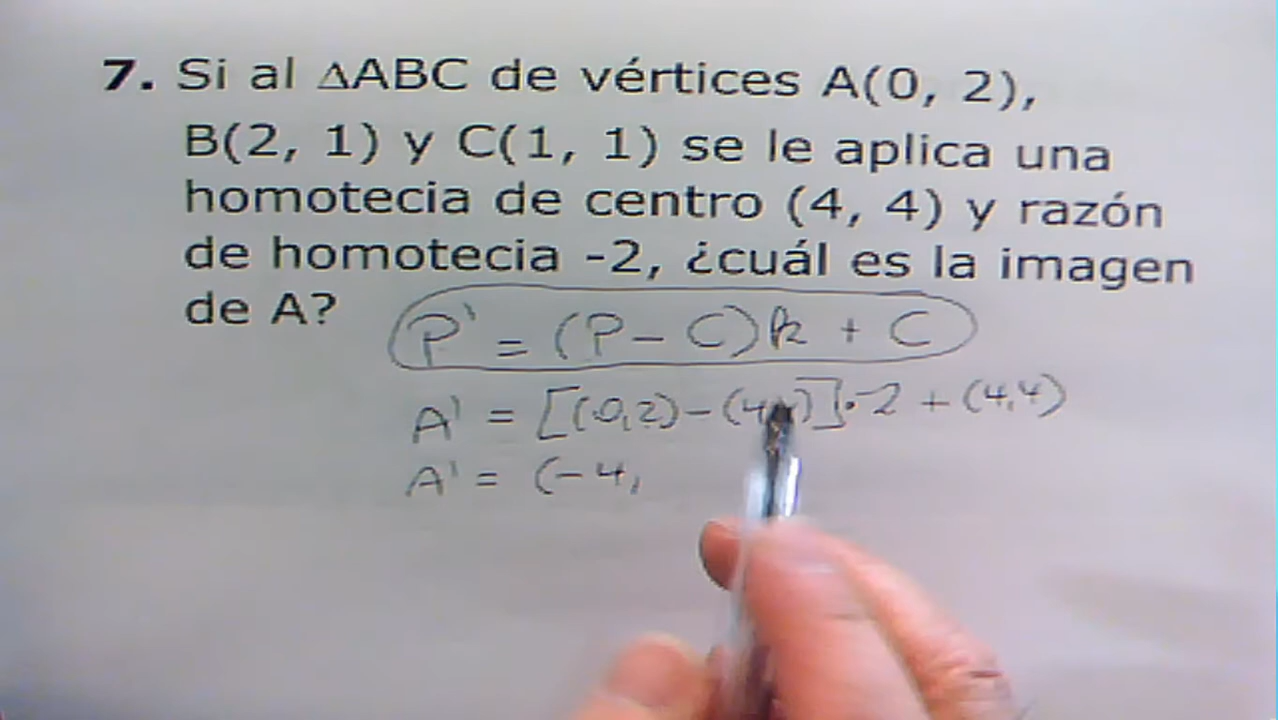 7. Si al △ABC de vértices A(0, 2),
B(2, 1) y C(1, 1) se le aplica una
homotecia de centro (4, 4) y razón
de homotecia -2, ¿cuál es la imagen
de A?
P' = (P - C)k + C
A' = [(0,2) - (4,4)]·-2 + (4,4)
A' = (-4,